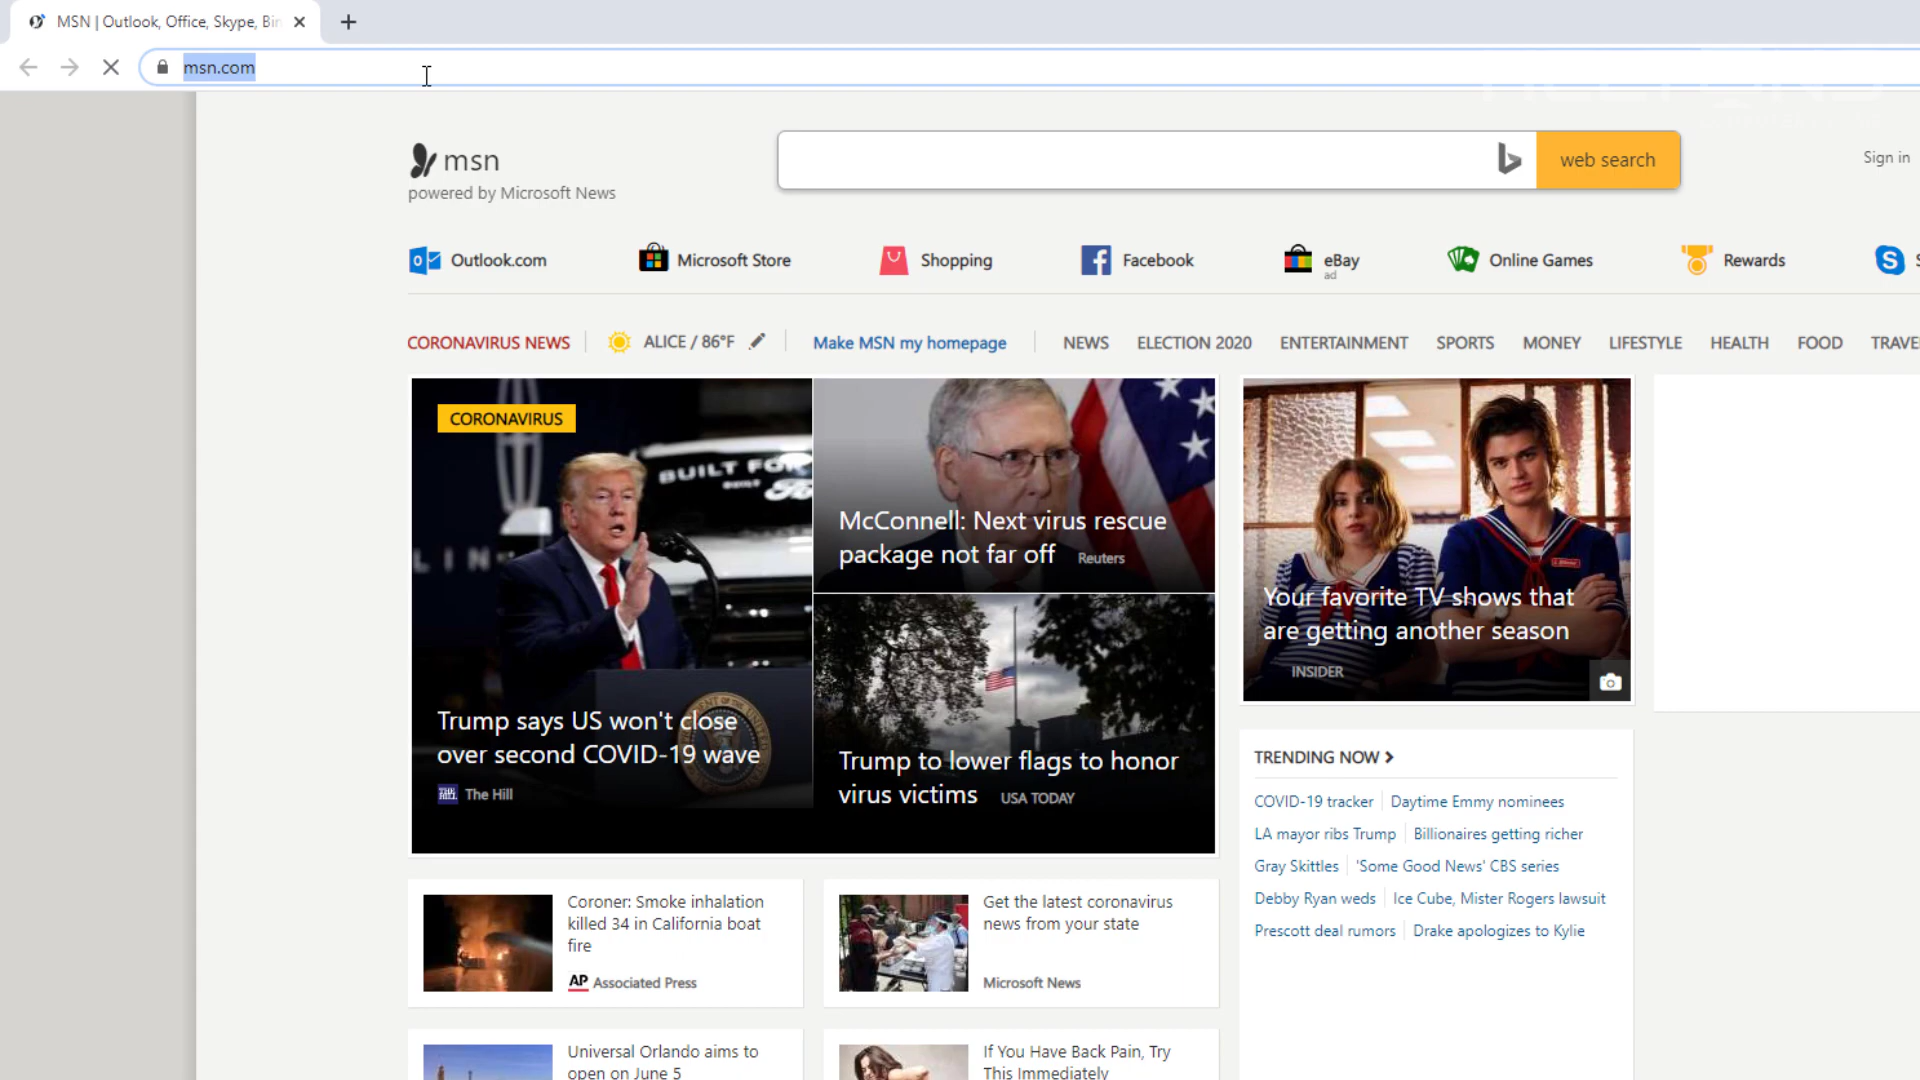 MSN | Outlook, Office, Skype, Bin
msn.com
msn
powered by Microsoft News
web search
Sign in
Outlook.com
Microsoft Store
Shopping
Facebook
eBay
ad
Online Games
Rewards
CORONAVIRUS NEWS
ALICE / 86°F
Make MSN my homepage
NEWS
ELECTION 2020
ENTERTAINMENT
SPORTS
MONEY
LIFESTYLE
HEALTH
FOOD
TRAVE
CORONAVIRUS
BUILT FO
Trump says US won't close
over second COVID-19 wave
The Hill
McConnell: Next virus rescue
package not far off Reuters
Trump to lower flags to honor
virus victims USA TODAY
Your favorite TV shows that
are getting another season
INSIDER
TRENDING NOW
COVID-19 tracker Daytime Emmy nominees
LA mayor ribs Trump Billionaires getting richer
Gray Skittles 'Some Good News' CBS series
Debby Ryan weds Ice Cube, Mister Rogers lawsuit
Prescott deal rumors Drake apologizes to Kylie
Coroner: Smoke inhalation
killed 34 in California boat
fire
AP Associated Press
Get the latest coronavirus
news from your state
Microsoft News
Universal Orlando aims to
open on June 5
If You Have Back Pain, Try
This Immediately